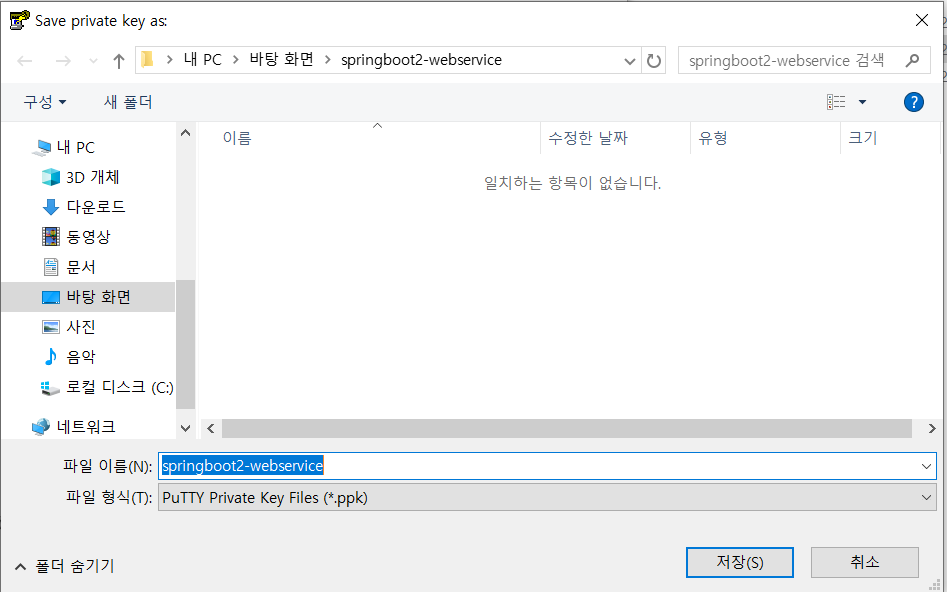 Save private key as:
내 PC > 바탕 화면 > springboot2-webservice
springboot2-webservice 검색
구성
새 폴더
이름
수정한 날짜
유형
크기
일치하는 항목이 없습니다.
내 PC
3D 개체
다운로드
동영상
문서
바탕 화면
사진
음악
로컬 디스크 (C:)
네트워크
파일 이름(N): springboot2-webservice
파일 형식(T): PuTTY Private Key Files (*.ppk)
폴더 숨기기
저장(S)
취소